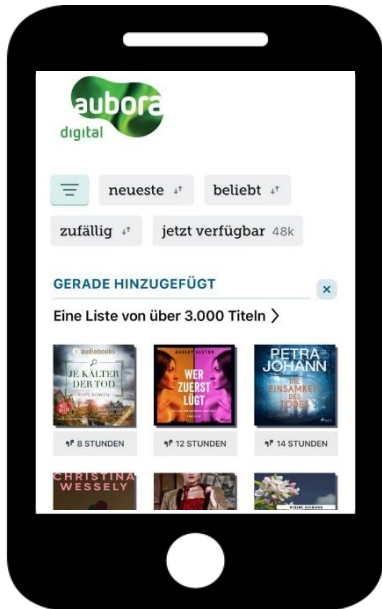 aubora
digital
neueste
beliebt
zufällig
jetzt verfügbar 48k
GERADE HINZUGEFÜGT
Eine Liste von über 3.000 Titeln
audiobooks
JE KÄLTER
DER TOD
ASHLEY ELSTON
WER
ZUERST
LÜGT
PETRA
JOHANN
DIE
EINSAMKEIT
DES
TODES
8 STUNDEN
12 STUNDEN
14 STUNDEN
CHRISTINA
WESSELY